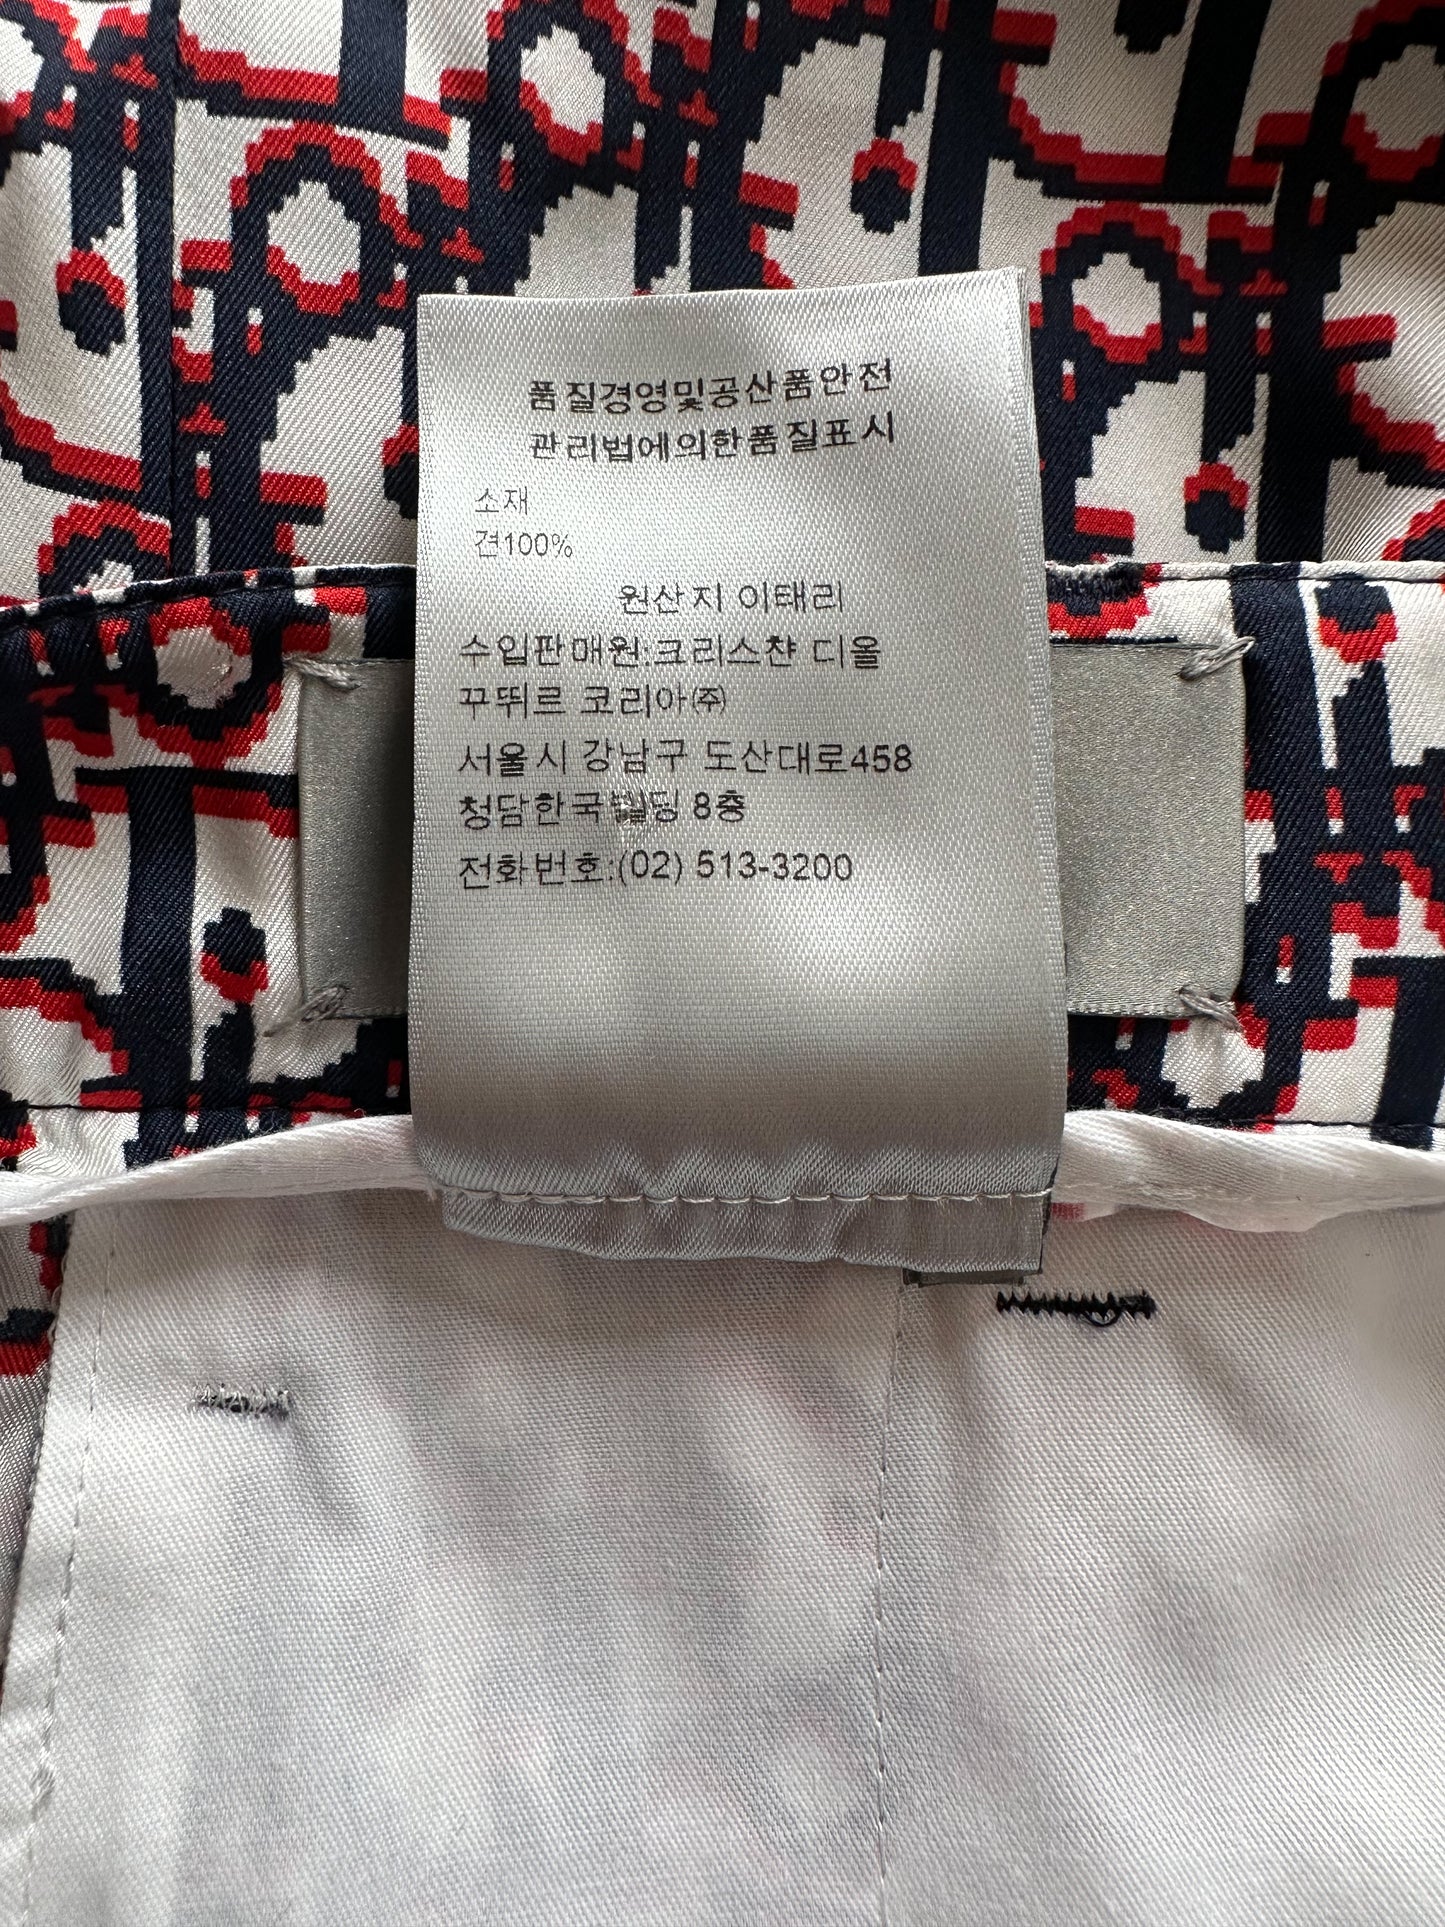 품질경영및공산품안전
관리법에의한품질표시
소재
견100%
원산지 이태리
수입판매원:크리스챤 디올
꾸뛰르 코리아㈜
서울시 강남구 도산대로458
청담한국빌딩 8층
전화번호:(02) 513-3200